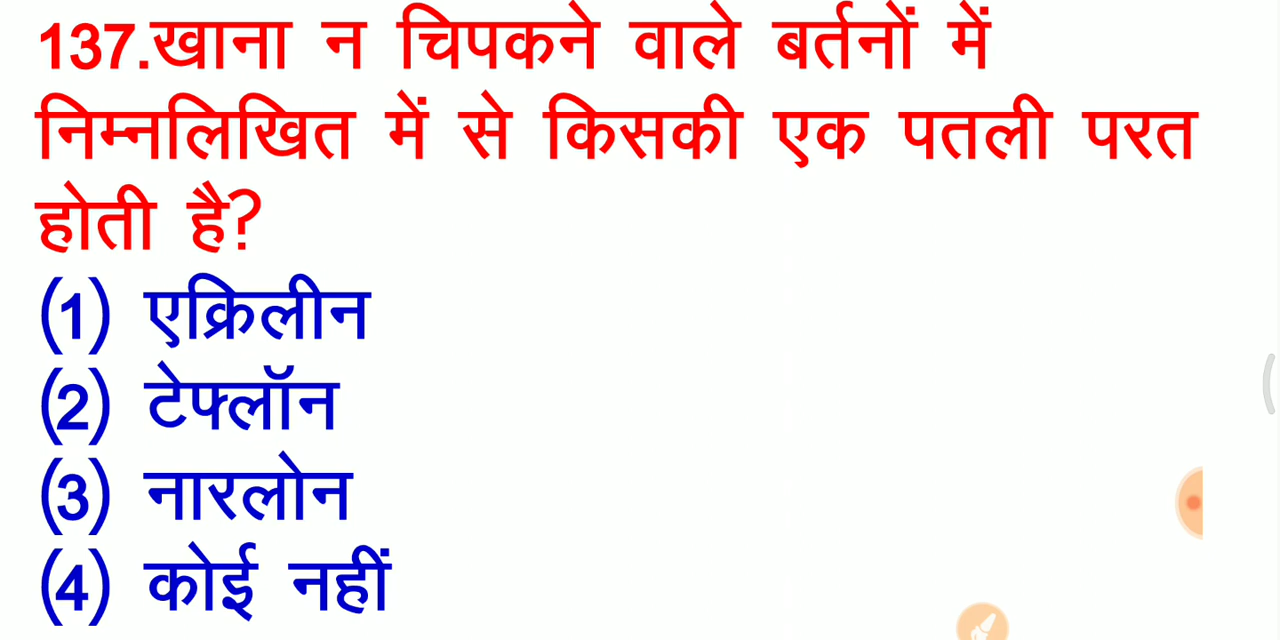 137.खाना न चिपकने वाले बर्तनों में
निम्नलिखित में से किसकी एक पतली परत
होती है?
(1) एक्रिलीन
(2) टेफ्लॉन
(3) नारलोन
(4) कोई नहीं